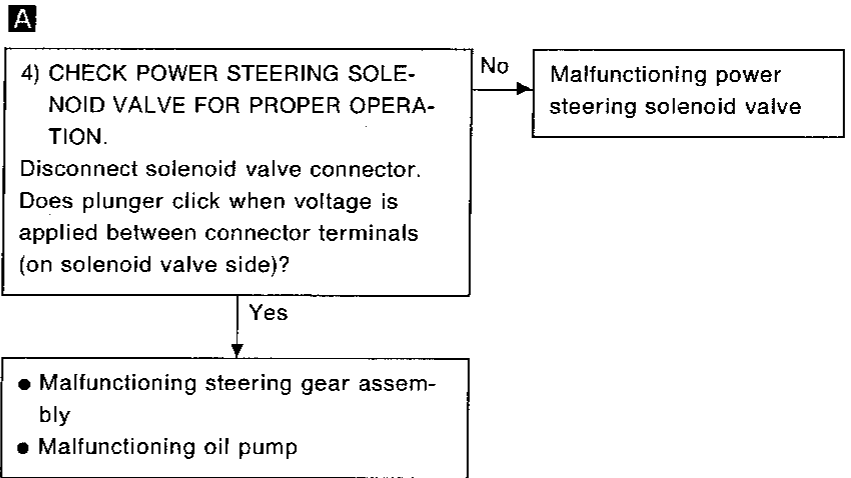 A
4) CHECK POWER STEERING SOLE-
NOID VALVE FOR PROPER OPERA-
TION.
Disconnect solenoid valve connector.
Does plunger click when voltage is
applied between connector terminals
(on solenoid valve side)?
No
Malfunctioning power
steering solenoid valve
Yes
● Malfunctioning steering gear assem-
bly
● Malfunctioning oil pump